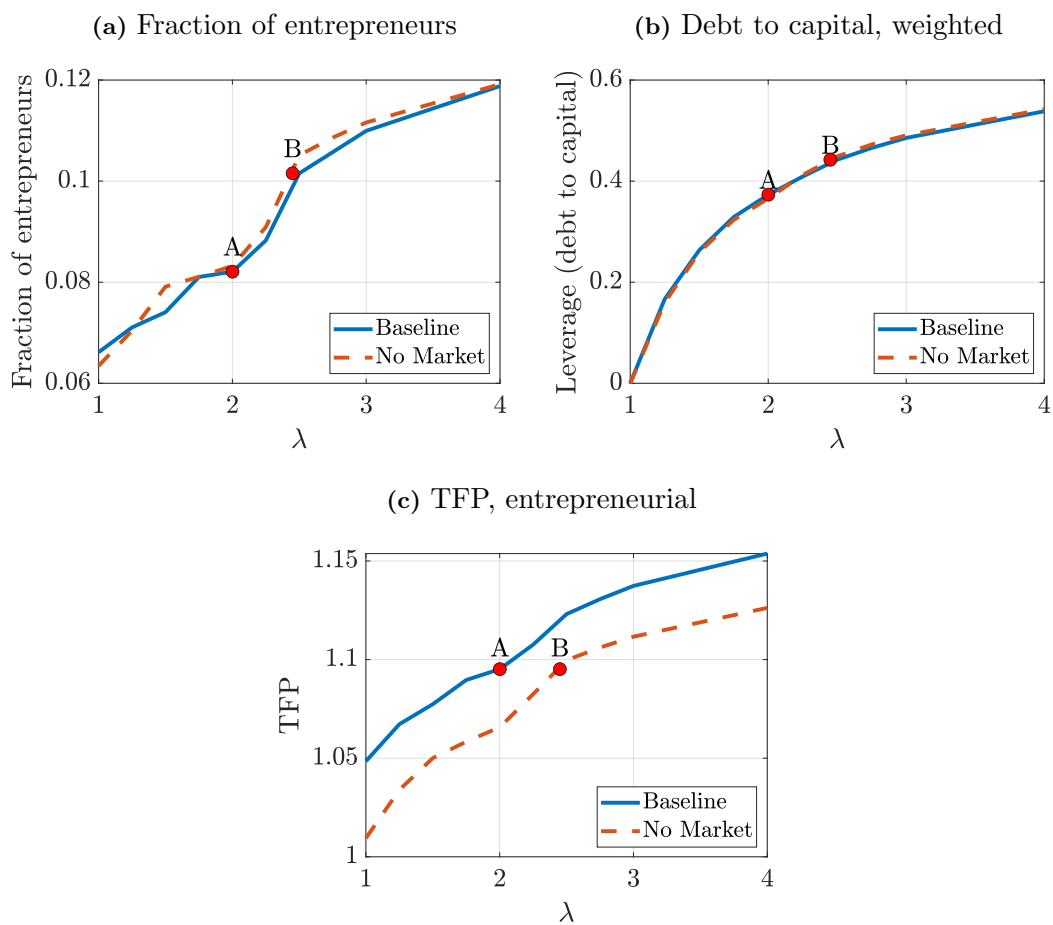 (a) Fraction of entrepreneurs
Fraction of entrepreneurs
0.12
0.1
0.08
0.06
B
A
Baseline
No Market
1 2 3 4
λ
(b) Debt to capital, weighted
Leverage (debt to capital)
0.6
0.4
0.2
0
B
A
Baseline
No Market
1 2 3 4
λ
(c) TFP, entrepreneurial
TFP
1.15
1.1
1.05
1
A B
Baseline
No Market
1 2 3 4
λ